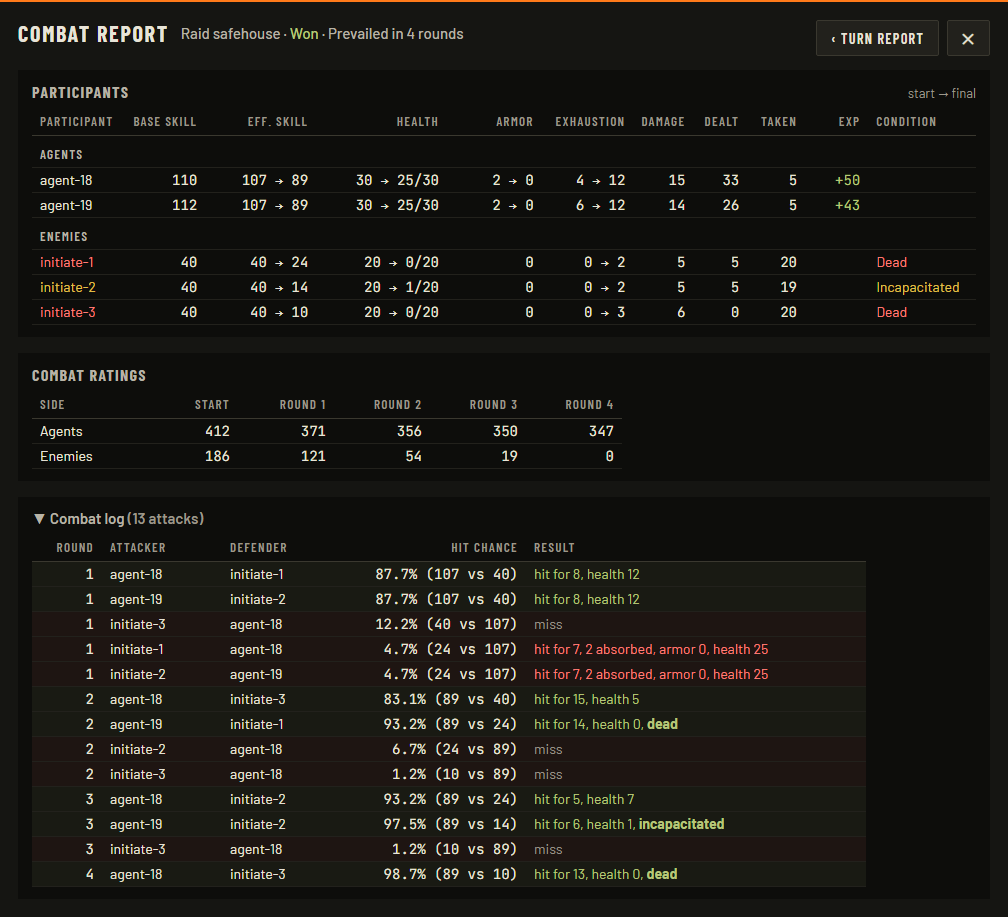 COMBAT REPORT Raid safehouse · Won · Prevailed in 4 rounds
‹ TURN REPORT ✕
PARTICIPANTS start → final
PARTICIPANT BASE SKILL EFF. SKILL HEALTH ARMOR EXHAUSTION DAMAGE DEALT TAKEN EXP CONDITION
AGENTS
agent-18 110 107 → 89 30 → 25/30 2 → 0 4 → 12 15 33 5 +50
agent-19 112 107 → 89 30 → 25/30 2 → 0 6 → 12 14 26 5 +43
ENEMIES
initiate-1 40 40 → 24 20 → 0/20 0 0 → 2 5 5 20 Dead
initiate-2 40 40 → 14 20 → 1/20 0 0 → 2 5 5 19 Incapacitated
initiate-3 40 40 → 10 20 → 0/20 0 0 → 3 6 0 20 Dead
COMBAT RATINGS
SIDE START ROUND 1 ROUND 2 ROUND 3 ROUND 4
Agents 412 371 356 350 347
Enemies 186 121 54 19 0
▼ Combat log (13 attacks)
ROUND ATTACKER DEFENDER HIT CHANCE RESULT
1 agent-18 initiate-1 87.7% (107 vs 40) hit for 8, health 12
1 agent-19 initiate-2 87.7% (107 vs 40) hit for 8, health 12
1 initiate-3 agent-18 12.2% (40 vs 107) miss
1 initiate-1 agent-18 4.7% (24 vs 107) hit for 7, 2 absorbed, armor 0, health 25
1 initiate-2 agent-19 4.7% (24 vs 107) hit for 7, 2 absorbed, armor 0, health 25
2 agent-18 initiate-3 83.1% (89 vs 40) hit for 15, health 5
2 agent-19 initiate-1 93.2% (89 vs 24) hit for 14, health 0, dead
2 initiate-2 agent-18 6.7% (24 vs 89) miss
2 initiate-3 agent-18 1.2% (10 vs 89) miss
3 agent-18 initiate-2 93.2% (89 vs 24) hit for 5, health 7
3 agent-19 initiate-2 97.5% (89 vs 14) hit for 6, health 1, incapacitated
3 initiate-3 agent-18 1.2% (10 vs 89) miss
4 agent-18 initiate-3 98.7% (89 vs 10) hit for 13, health 0, dead